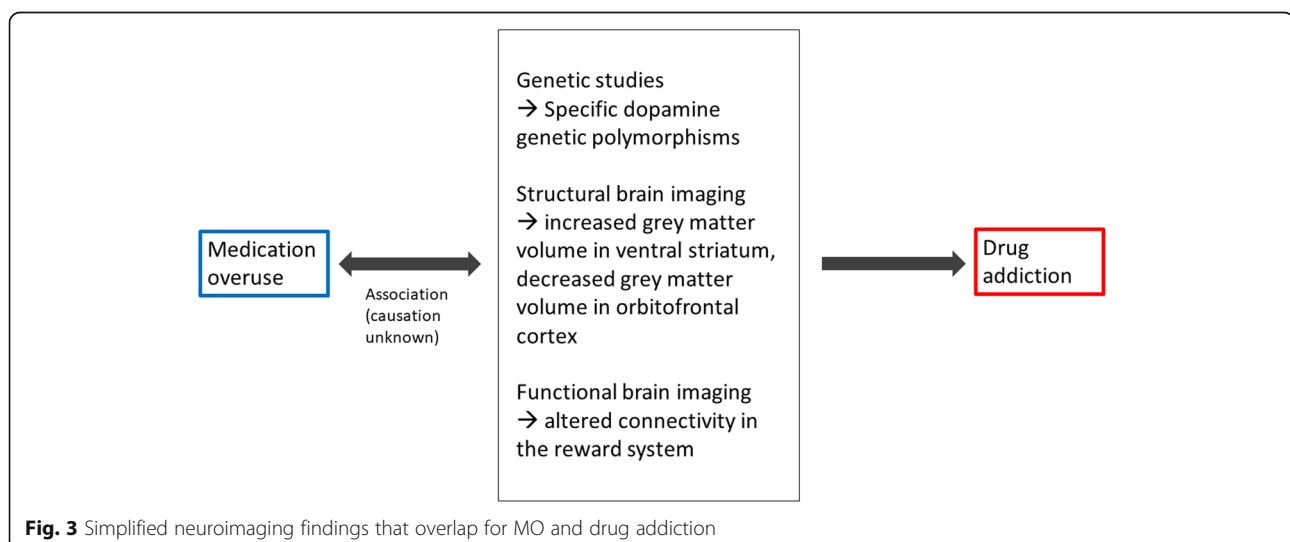 Medication
overuse
Association
(causation
unknown)
Genetic studies
→ Specific dopamine
genetic polymorphisms
Structural brain imaging
→ increased grey matter
volume in ventral striatum,
decreased grey matter
volume in orbitofrontal
cortex
Functional brain imaging
→ altered connectivity in
the reward system
Drug
addiction
Fig. 3 Simplified neuroimaging findings that overlap for MO and drug addiction